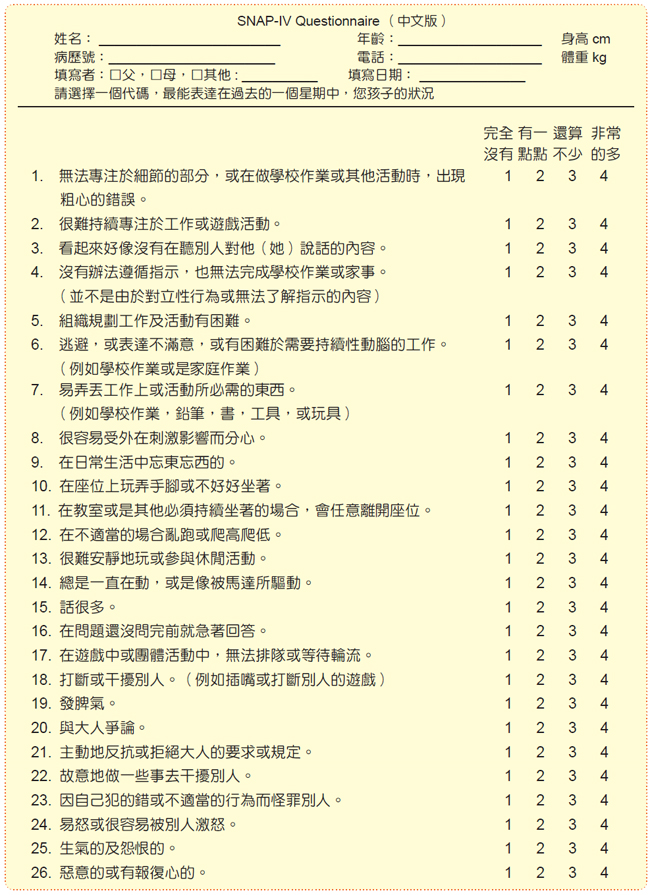 SNAP-IV Questionnaire（中文版）
姓名： 年齡： 身高 cm
病歷號： 電話： 體重 kg
填寫者：□父，□母，□其他： 填寫日期：
請選擇一個代碼，最能表達在過去的一個星期中，您孩子的狀況
完全 有一 還算 非常
沒有 點點 不少 的多
1. 無法專注於細節的部分，或在做學校作業或其他活動時，出現 1 2 3 4
粗心的錯誤。
2. 很難持續專注於工作或遊戲活動。 1 2 3 4
3. 看起來好像沒有在聽別人對他（她）說話的內容。 1 2 3 4
4. 沒有辦法遵循指示，也無法完成學校作業或家事。 1 2 3 4
（並不是由於對立性行為或無法了解指示的內容）
5. 組織規劃工作及活動有困難。 1 2 3 4
6. 逃避，或表達不滿意，或有困難於需要持續性動腦的工作。 1 2 3 4
（例如學校作業或是家庭作業）
7. 易弄丟工作上或活動所必需的東西。 1 2 3 4
（例如學校作業，鉛筆，書，工具，或玩具）
8. 很容易受外在刺激影響而分心。 1 2 3 4
9. 在日常生活中忘東忘西的。 1 2 3 4
10. 在座位上玩弄手腳或不好好坐著。 1 2 3 4
11. 在教室或是其他必須持續坐著的場合，會任意離開座位。 1 2 3 4
12. 在不適當的場合亂跑或爬高爬低。 1 2 3 4
13. 很難安靜地玩或參與休閒活動。 1 2 3 4
14. 總是一直在動，或是像被馬達所驅動。 1 2 3 4
15. 話很多。 1 2 3 4
16. 在問題還沒問完前就急著回答。 1 2 3 4
17. 在遊戲中或團體活動中，無法排隊或等待輪流。 1 2 3 4
18. 打斷或干擾別人。（例如插嘴或打斷別人的遊戲） 1 2 3 4
19. 發脾氣。 1 2 3 4
20. 與大人爭論。 1 2 3 4
21. 主動地反抗或拒絕大人的要求或規定。 1 2 3 4
22. 故意地做一些事去干擾別人。 1 2 3 4
23. 因自己犯的錯或不適當的行為而怪罪別人。 1 2 3 4
24. 易怒或很容易被別人激怒。 1 2 3 4
25. 生氣的及怨恨的。 1 2 3 4
26. 惡意的或有報復心的。 1 2 3 4